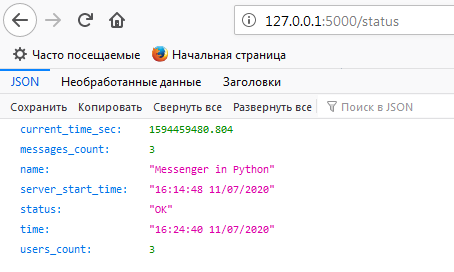 127.0.0.1:5000/status
Часто посещаемые Начальная страница
JSON Необработанные данные Заголовки
Сохранить Копировать Свернуть все Развернуть все Поиск в JSON
current_time_sec: 1594459480.804
messages_count: 3
name: "Messenger in Python"
server_start_time: "16:14:48 11/07/2020"
status: "OK"
time: "16:24:40 11/07/2020"
users_count: 3